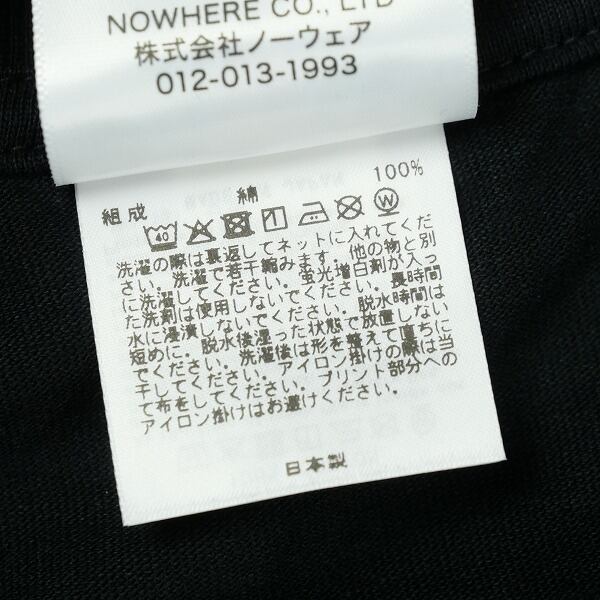 NOWHERE CO., LTD
株式会社ノーウェア
012-013-1993
組成 綿 100%
40 W
洗濯の際は裏返してネットに入れてくだ
さい。洗濯で若干縮みます。他の物と別
に洗濯してください。蛍光増白剤が入っ
た洗剤は使用しないでください。長時間
水に浸漬しないでください。脱水時間は
短めに。脱水後湿った状態で放置しない
でください。洗濯後は形を整えて直ちに
干してください。アイロン掛けの際は当
て布をしてください。プリント部分への
アイロン掛けはお避けください。
日本製